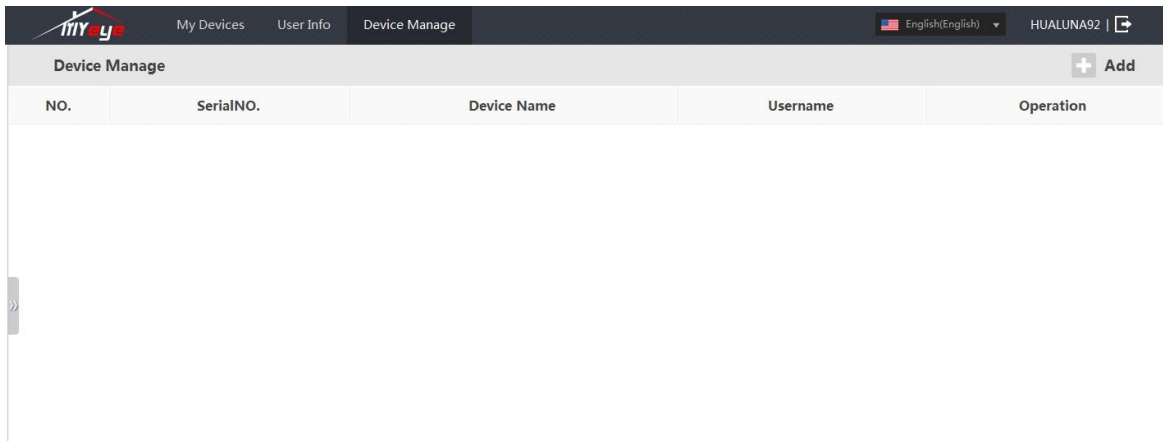 MYeye My Devices User Info Device Manage English(English) HUALUNA92 |
Device Manage Add
NO. SerialNO. Device Name Username Operation